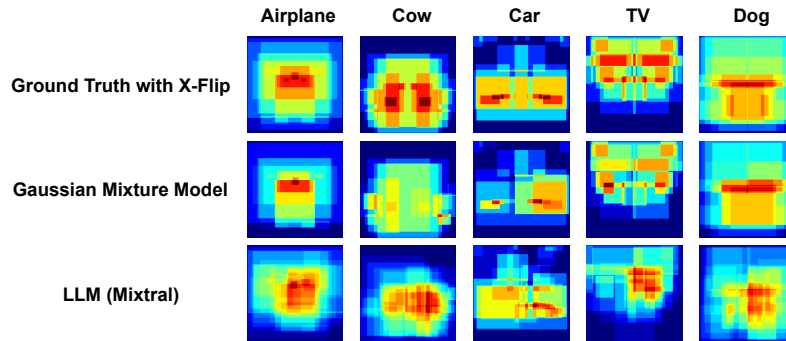 Airplane Cow Car TV Dog
Ground Truth with X-Flip
Gaussian Mixture Model
LLM (Mixtral)